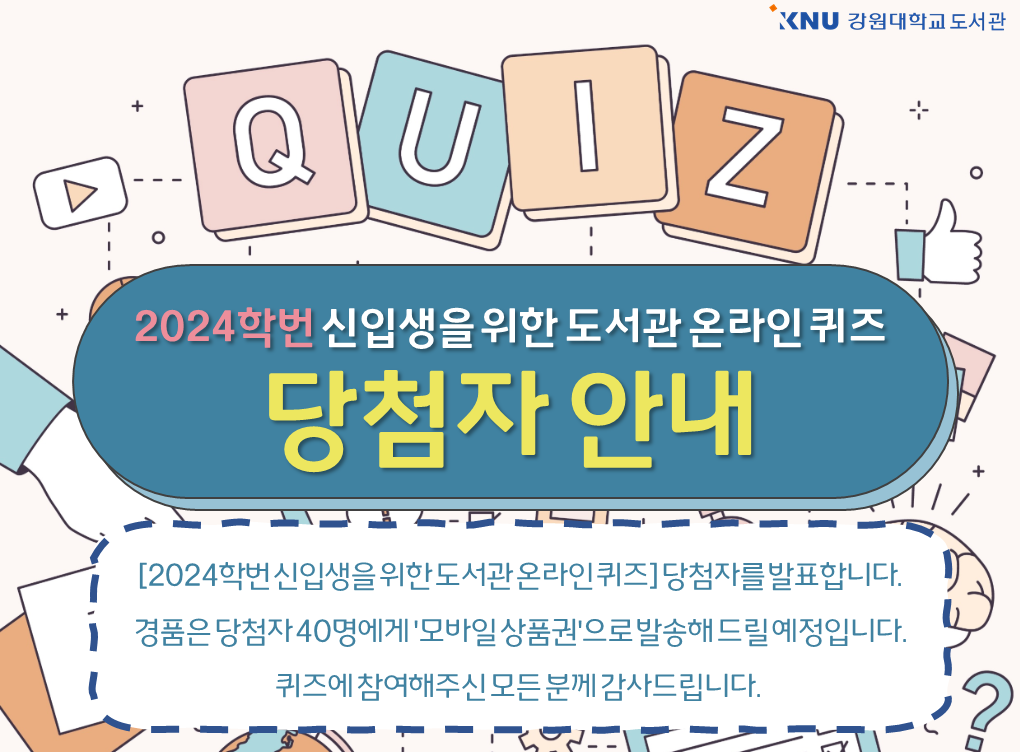 KNU 강원대학교 도서관
QUIZ
2024학번 신입생을 위한 도서관 온라인 퀴즈
당첨자 안내
[2024학번 신입생을 위한 도서관 온라인 퀴즈] 당첨자를 발표합니다.
경품은 당첨자 40명에게 '모바일 상품권'으로 발송해 드릴 예정입니다.
퀴즈에 참여해주신 모든 분께 감사드립니다.